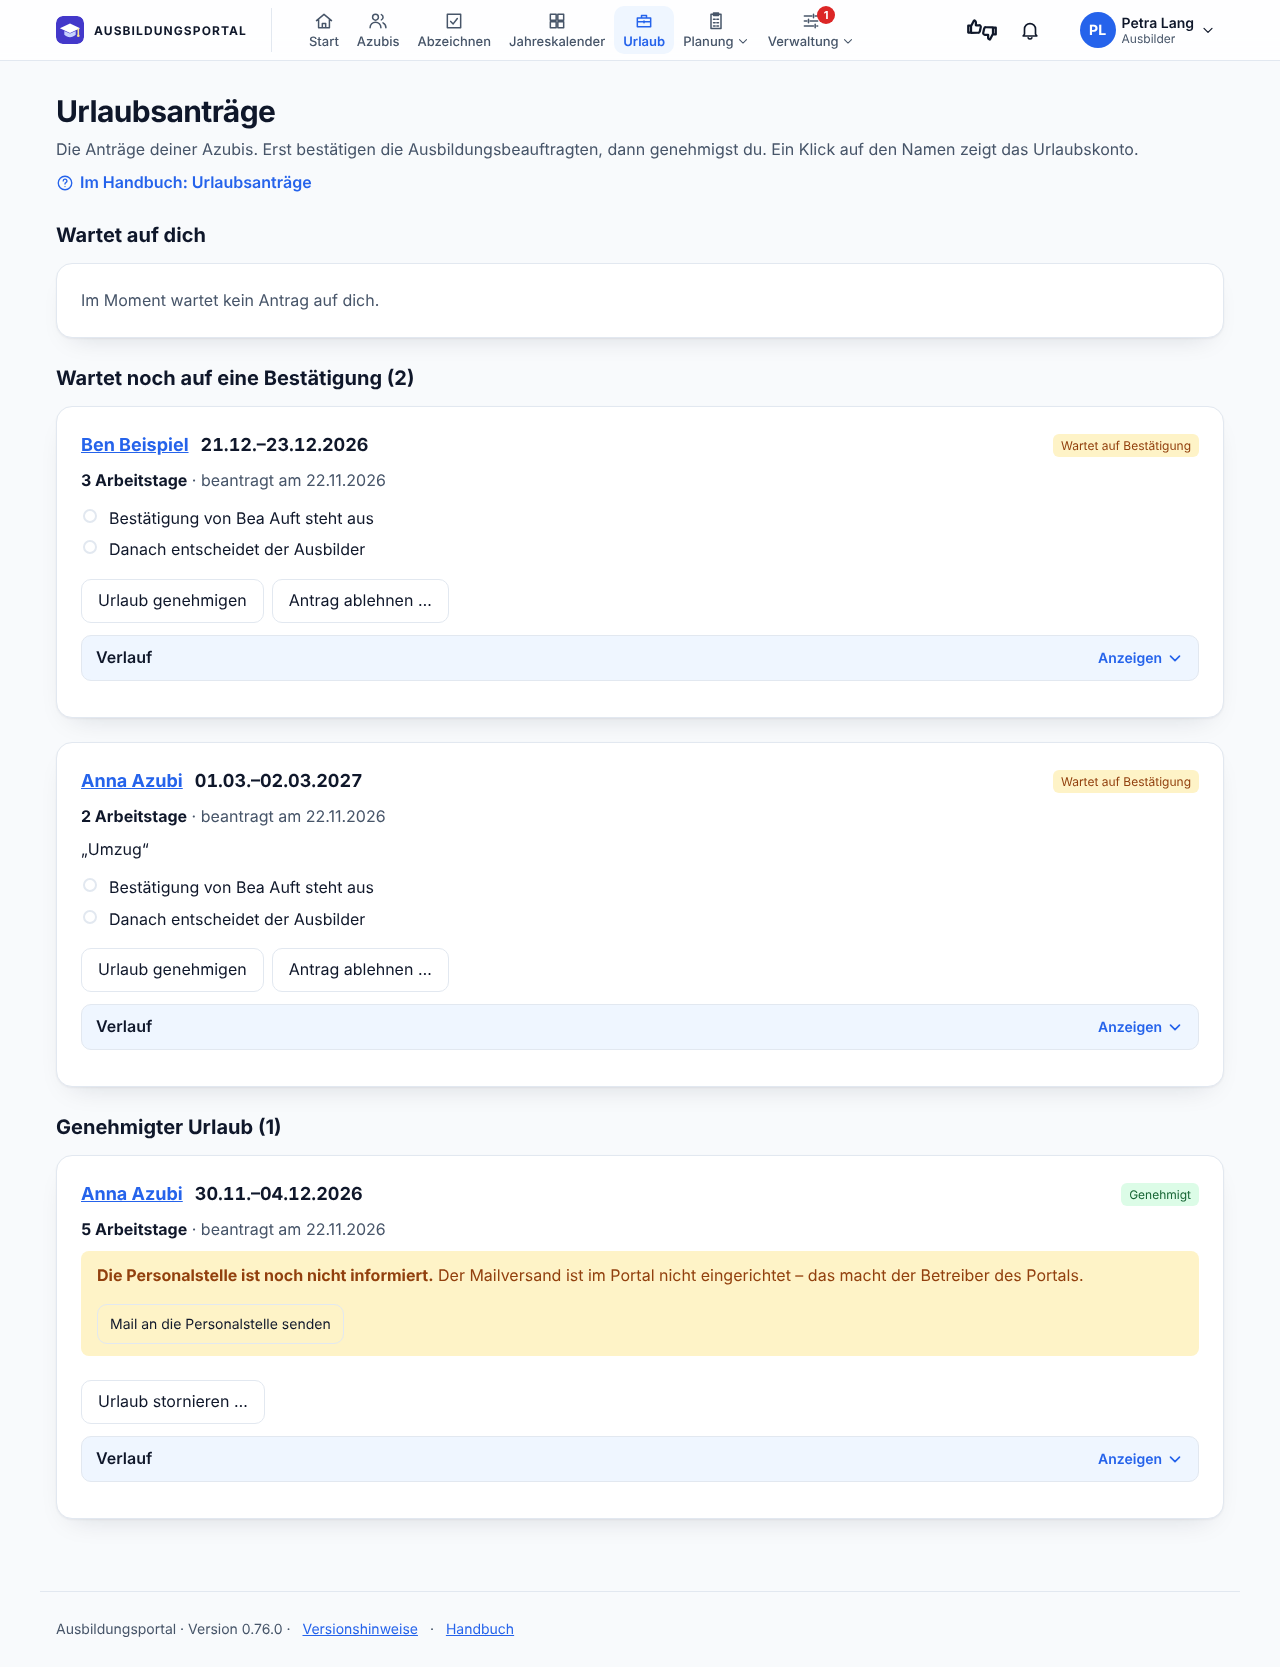 AUSBILDUNGSPORTAL
Start
Azubis
Abzeichnen
Jahreskalender
Urlaub
Planung
Verwaltung
1
PL
Petra Lang
Ausbilder
Urlaubsanträge
Die Anträge deiner Azubis. Erst bestätigen die Ausbildungsbeauftragten, dann genehmigst du. Ein Klick auf den Namen zeigt das Urlaubskonto.
Im Handbuch: Urlaubsanträge
Wartet auf dich
Im Moment wartet kein Antrag auf dich.
Wartet noch auf eine Bestätigung (2)
Ben Beispiel 21.12.–23.12.2026
Wartet auf Bestätigung
3 Arbeitstage · beantragt am 22.11.2026
Bestätigung von Bea Auft steht aus
Danach entscheidet der Ausbilder
Urlaub genehmigen
Antrag ablehnen …
Verlauf
Anzeigen
Anna Azubi 01.03.–02.03.2027
Wartet auf Bestätigung
2 Arbeitstage · beantragt am 22.11.2026
„Umzug“
Bestätigung von Bea Auft steht aus
Danach entscheidet der Ausbilder
Urlaub genehmigen
Antrag ablehnen …
Verlauf
Anzeigen
Genehmigter Urlaub (1)
Anna Azubi 30.11.–04.12.2026
Genehmigt
5 Arbeitstage · beantragt am 22.11.2026
Die Personalstelle ist noch nicht informiert. Der Mailversand ist im Portal nicht eingerichtet – das macht der Betreiber des Portals.
Mail an die Personalstelle senden
Urlaub stornieren …
Verlauf
Anzeigen
Ausbildungsportal · Version 0.76.0 · Versionshinweise · Handbuch